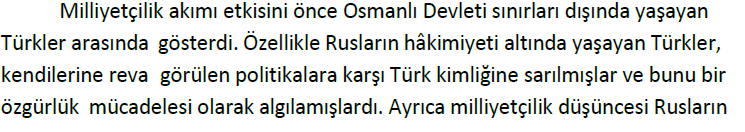 Milliyetçilik akımı etkisini önce Osmanlı Devleti sınırları dışında yaşayan
Türkler arasında gösterdi. Özellikle Rusların hâkimiyeti altında yaşayan Türkler,
kendilerine reva görülen politikalara karşı Türk kimliğine sarılmışlar ve bunu bir
özgürlük mücadelesi olarak algılamışlardı. Ayrıca milliyetçilik düşüncesi Rusların